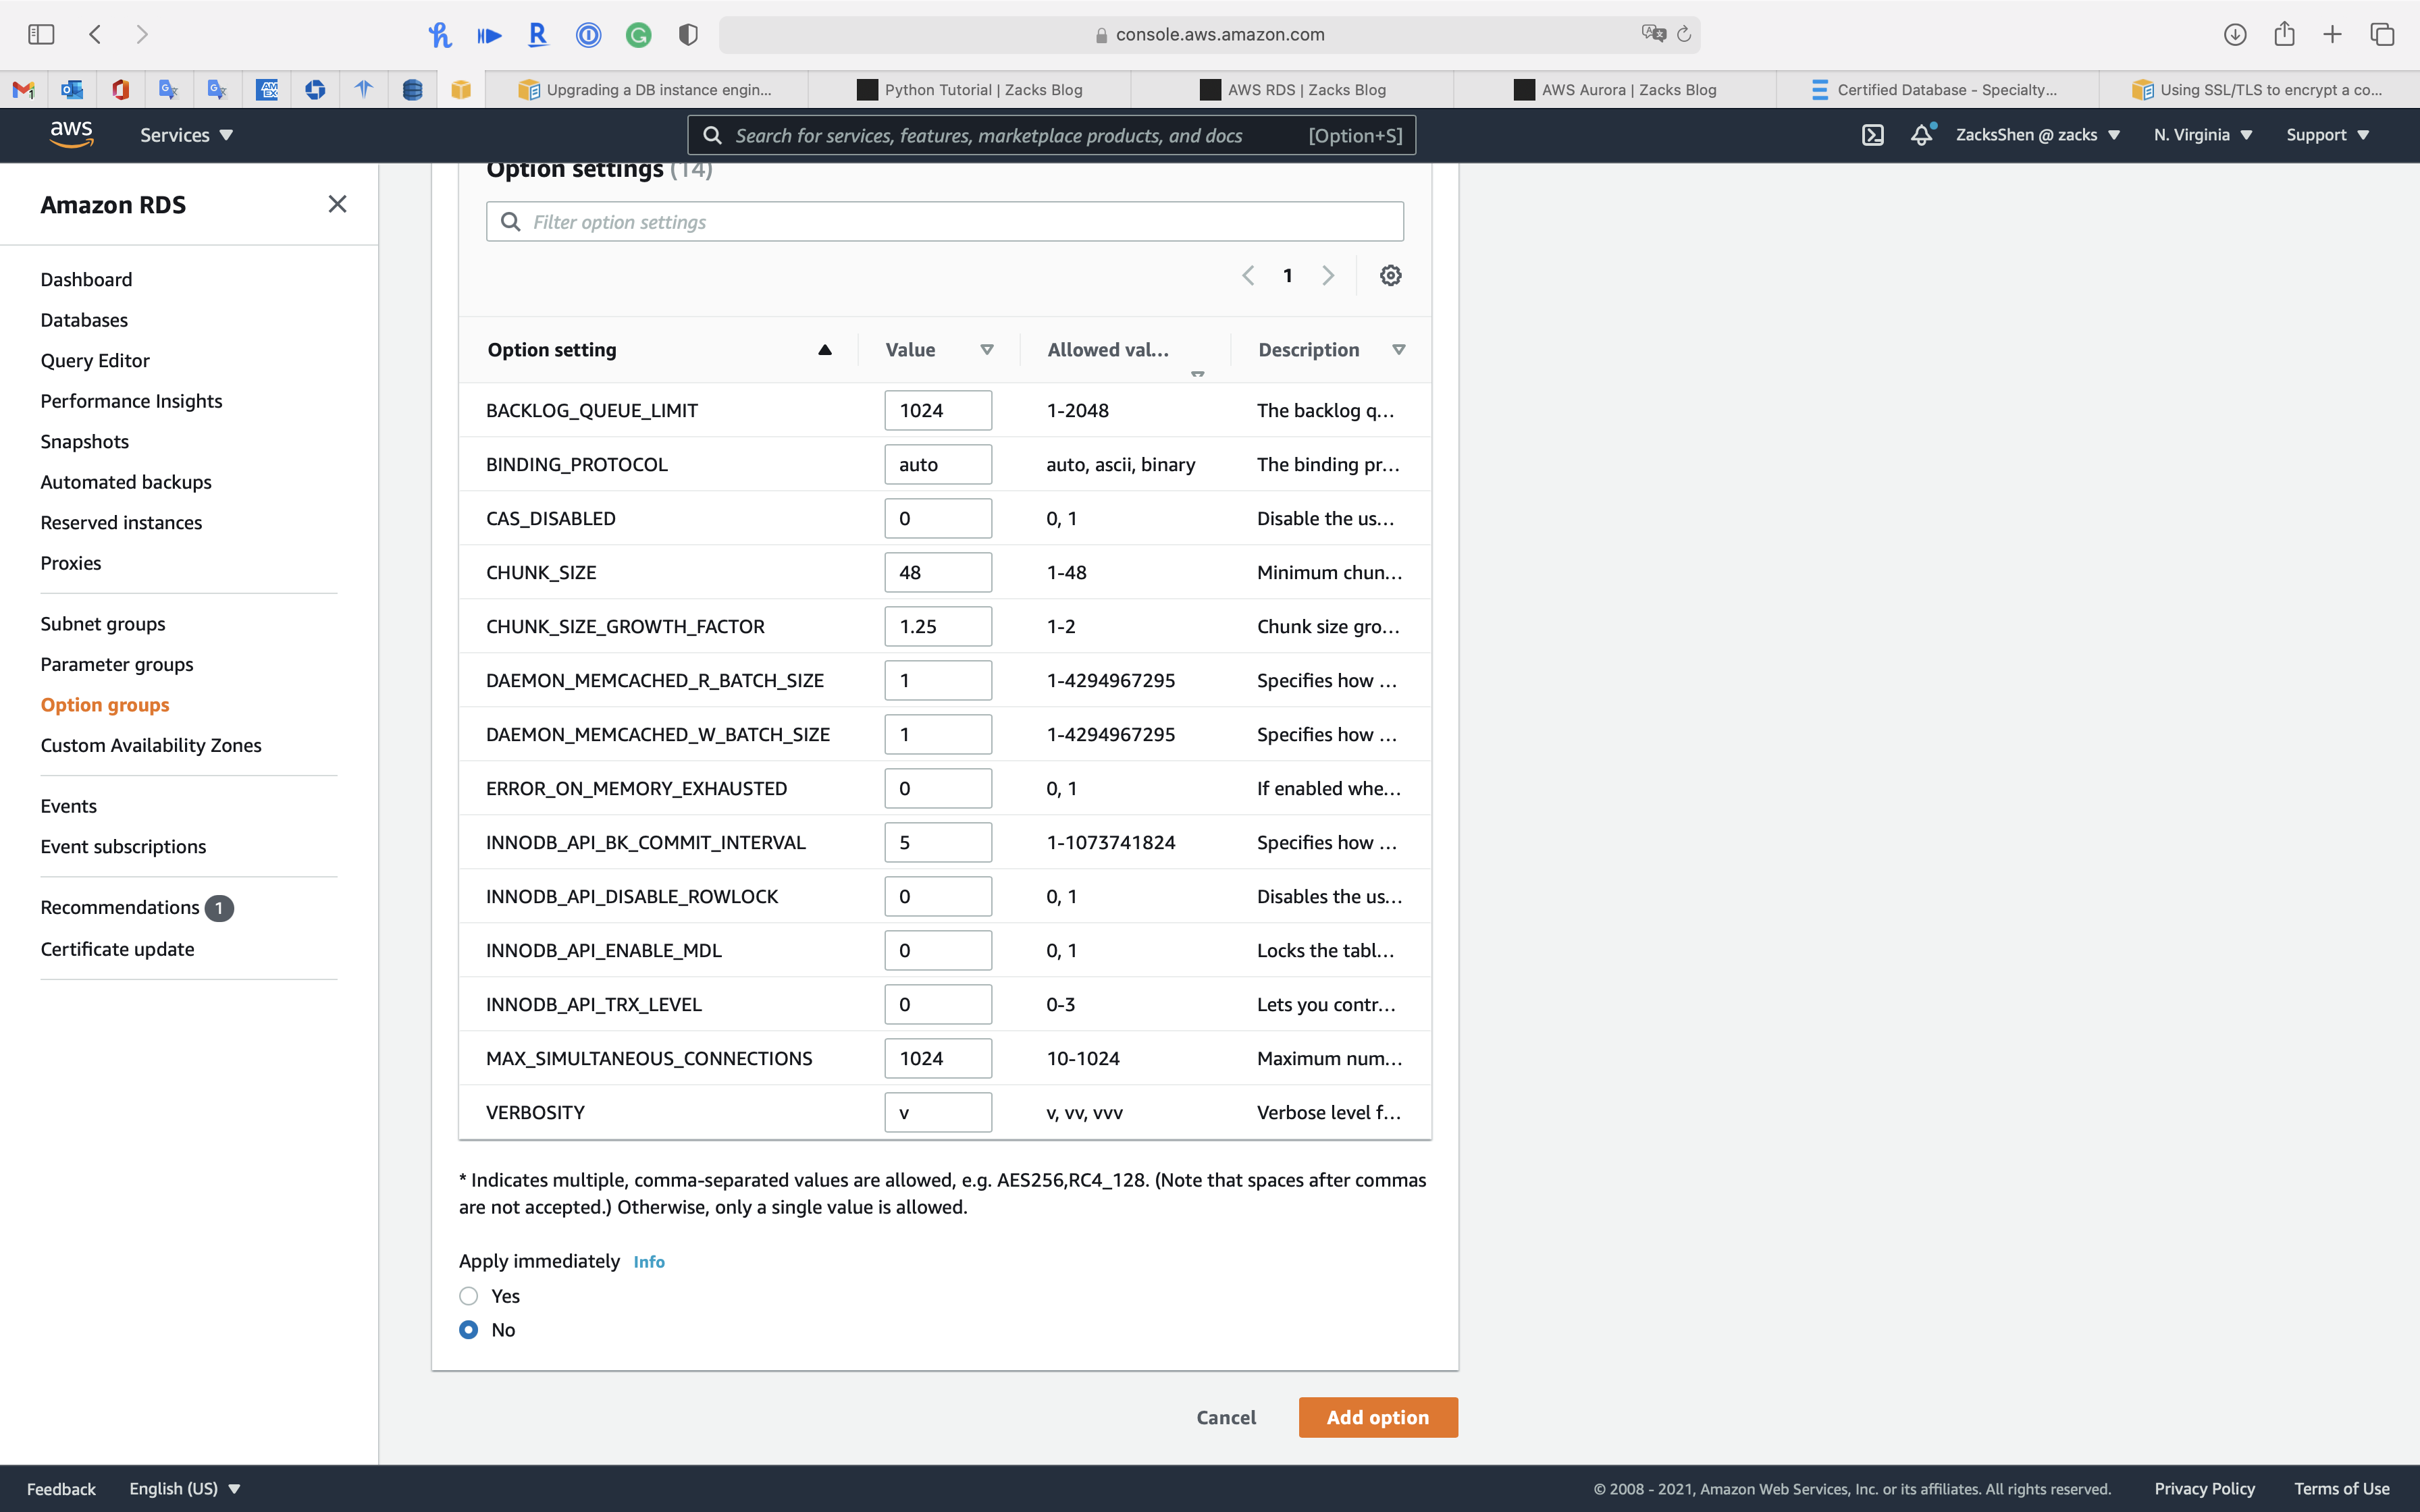 console.aws.amazon.com
Upgrading a DB instance engin...
Python Tutorial | Zacks Blog
AWS RDS | Zacks Blog
AWS Aurora | Zacks Blog
Certified Database - Specialty...
Using SSL/TLS to encrypt a co...
aws
Services
Search for services, features, marketplace products, and docs
[Option+S]
ZacksShen @ zacks
N. Virginia
Support
Amazon RDS
Dashboard
Databases
Query Editor
Performance Insights
Snapshots
Automated backups
Reserved instances
Proxies
Subnet groups
Parameter groups
Option groups
Custom Availability Zones
Events
Event subscriptions
Recommendations 1
Certificate update
Option settings (14)
Filter option settings
1
Option setting Value Allowed val... Description
BACKLOG_QUEUE_LIMIT 1024 1-2048 The backlog q...
BINDING_PROTOCOL auto auto, ascii, binary The binding pr...
CAS_DISABLED 0 0, 1 Disable the us...
CHUNK_SIZE 48 1-48 Minimum chun...
CHUNK_SIZE_GROWTH_FACTOR 1.25 1-2 Chunk size gro...
DAEMON_MEMCACHED_R_BATCH_SIZE 1 1-4294967295 Specifies how ...
DAEMON_MEMCACHED_W_BATCH_SIZE 1 1-4294967295 Specifies how ...
ERROR_ON_MEMORY_EXHAUSTED 0 0, 1 If enabled whe...
INNODB_API_BK_COMMIT_INTERVAL 5 1-1073741824 Specifies how ...
INNODB_API_DISABLE_ROWLOCK 0 0, 1 Disables the us...
INNODB_API_ENABLE_MDL 0 0, 1 Locks the tabl...
INNODB_API_TRX_LEVEL 0 0-3 Lets you contr...
MAX_SIMULTANEOUS_CONNECTIONS 1024 10-1024 Maximum num...
VERBOSITY v v, vv, vvv Verbose level f...
* Indicates multiple, comma-separated values are allowed, e.g. AES256,RC4_128. (Note that spaces after commas
are not accepted.) Otherwise, only a single value is allowed.
Apply immediately Info
Yes
No
Cancel
Add option
Feedback
English (US)
© 2008 - 2021, Amazon Web Services, Inc. or its affiliates. All rights reserved.
Privacy Policy
Terms of Use